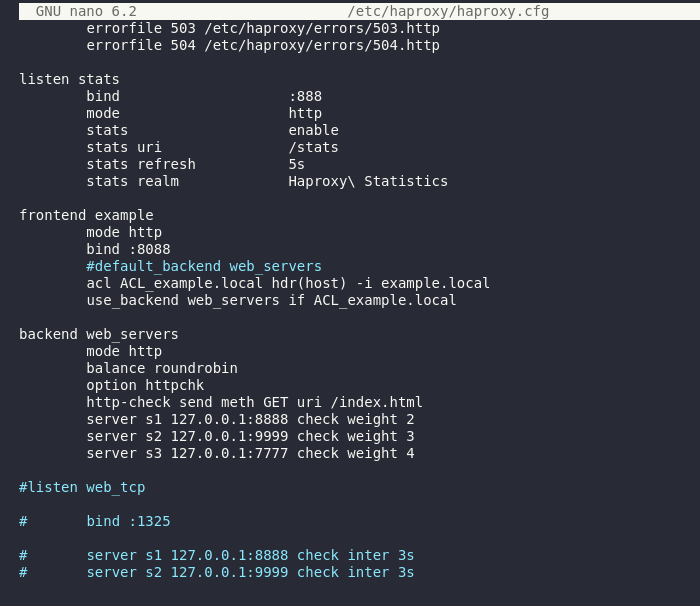 GNU nano 6.2                         /etc/haproxy/haproxy.cfg
        errorfile 503 /etc/haproxy/errors/503.http
        errorfile 504 /etc/haproxy/errors/504.http

listen stats
        bind                    :888
        mode                    http
        stats                   enable
        stats uri               /stats
        stats refresh           5s
        stats realm             Haproxy\ Statistics

frontend example
        mode http
        bind :8088
        #default_backend web_servers
        acl ACL_example.local hdr(host) -i example.local
        use_backend web_servers if ACL_example.local

backend web_servers
        mode http
        balance roundrobin
        option httpchk
        http-check send meth GET uri /index.html
        server s1 127.0.0.1:8888 check weight 2
        server s2 127.0.0.1:9999 check weight 3
        server s3 127.0.0.1:7777 check weight 4

#listen web_tcp

#       bind :1325

#       server s1 127.0.0.1:8888 check inter 3s
#       server s2 127.0.0.1:9999 check inter 3s